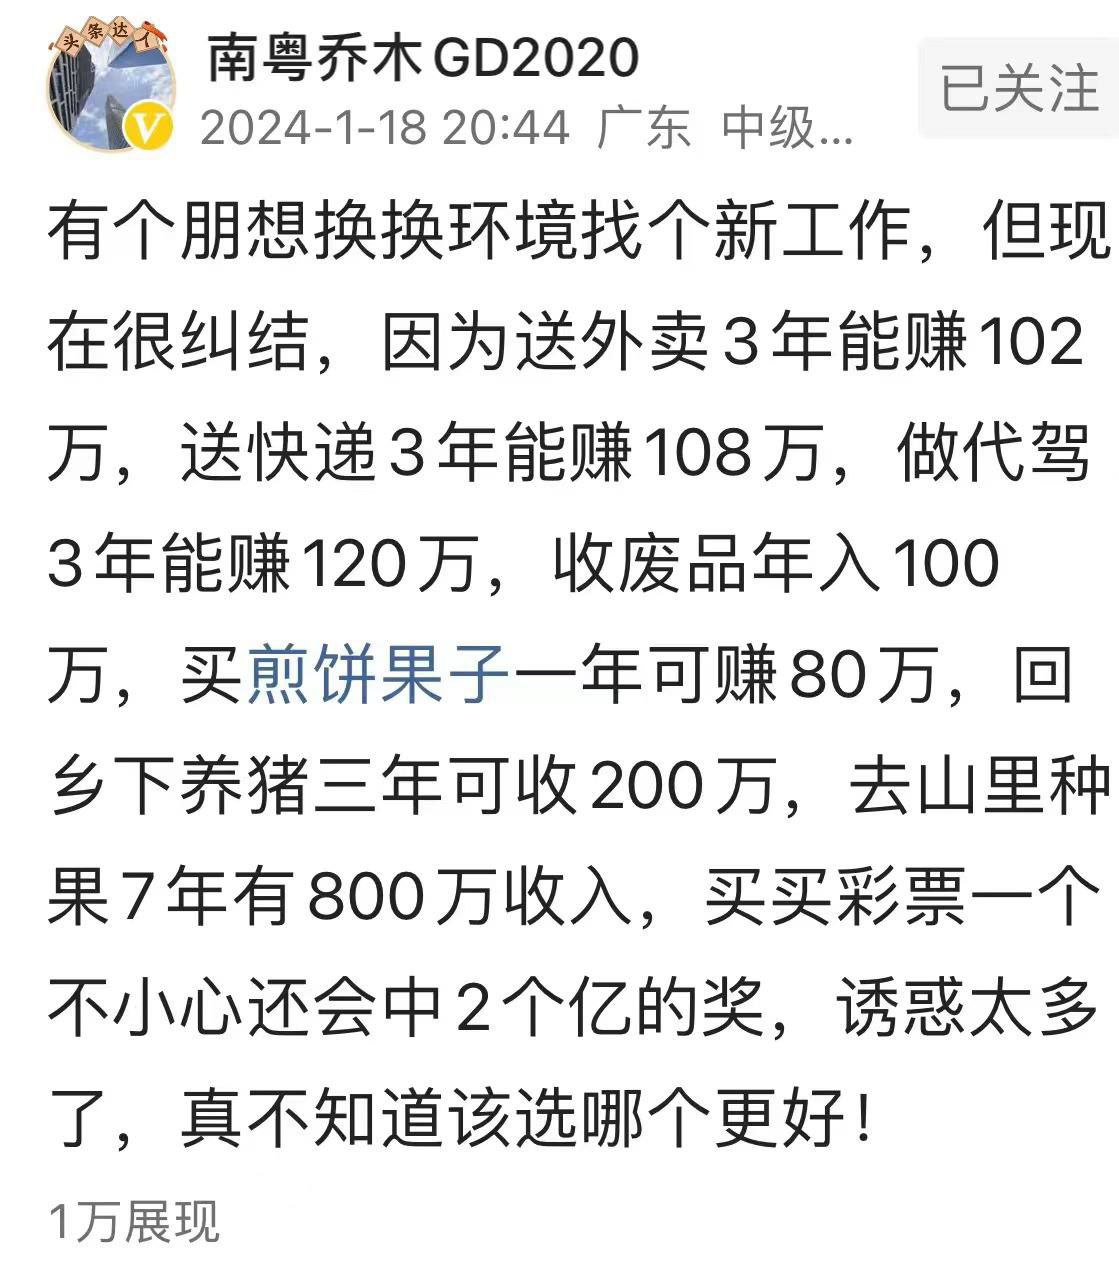 头条达人
南粤乔木GD2020
已关注
V
2024-1-18 20:44 广东 中级...
有个朋想换换环境找个新工作，但现
在很纠结，因为送外卖3年能赚102
万，送快递3年能赚108万，做代驾
3年能赚120万，收废品年入100
万，买煎饼果子一年可赚80万，回
乡下养猪三年可收200万，去山里种
果7年有800万收入，买买彩票一个
不小心还会中2个亿的奖，诱惑太多
了，真不知道该选哪个更好！
1万展现